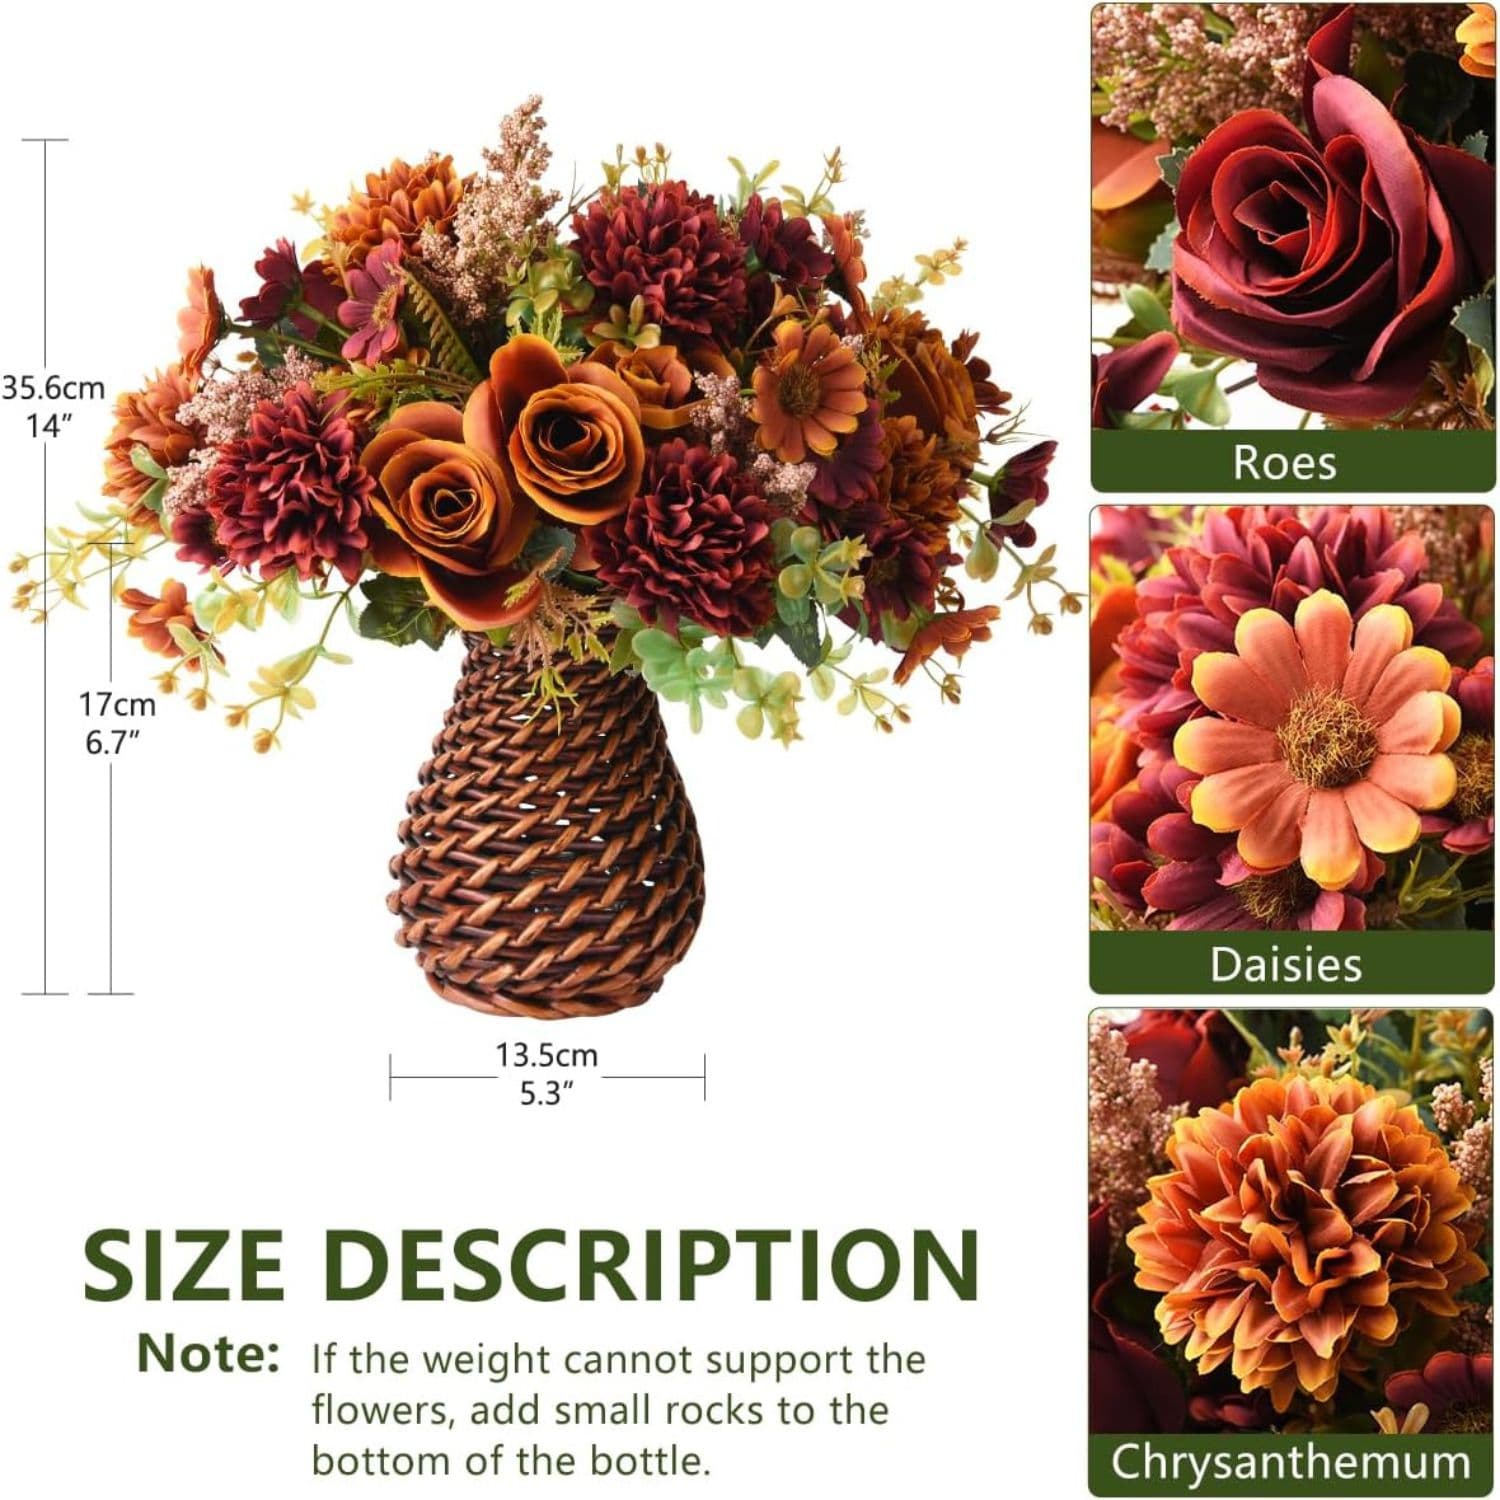 35.6cm
14”
17cm
6.7”
13.5cm
5.3”
Roes
Daisies
Chrysanthemum
SIZE DESCRIPTION
Note: If the weight cannot support the
flowers, add small rocks to the
bottom of the bottle.